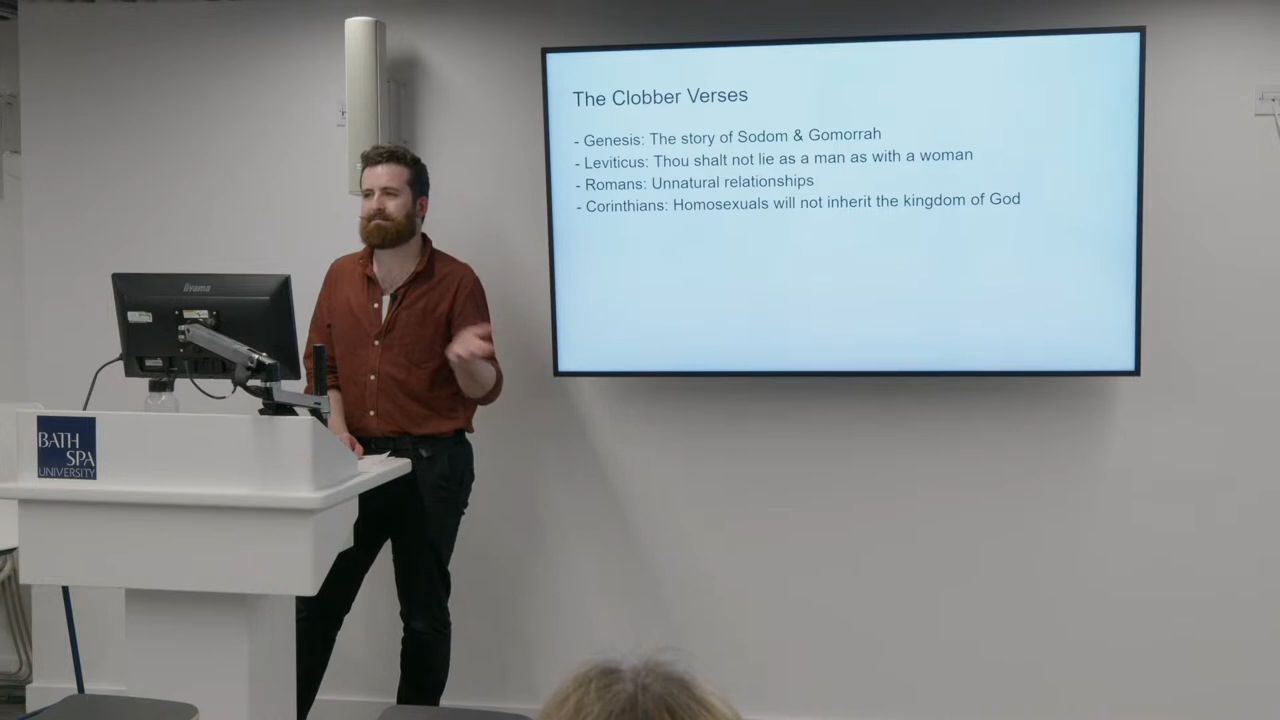 The Clobber Verses
- Genesis: The story of Sodom & Gomorrah
- Leviticus: Thou shalt not lie as a man as with a woman
- Romans: Unnatural relationships
- Corinthians: Homosexuals will not inherit the kingdom of God
iiyama
BATH
SPA
UNIVERSITY